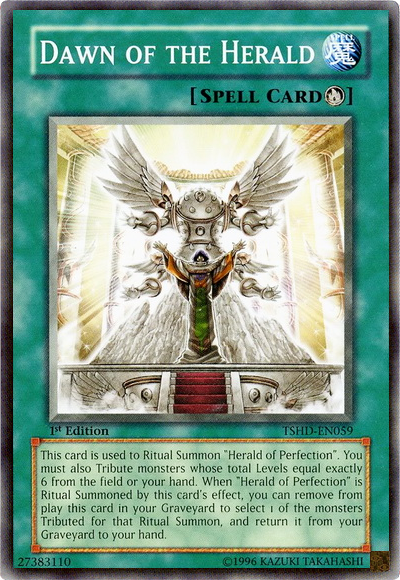 DAWN OF THE HERALD 魔
[SPELL CARD]
1st Edition TSHD-EN059
This card is used to Ritual Summon "Herald of Perfection". You
must also Tribute monsters whose total Levels equal exactly
6 from the field or your hand. When "Herald of Perfection" is
Ritual Summoned by this card's effect, you can remove from
play this card in your Graveyard to select 1 of the monsters
Tributed for that Ritual Summon, and return it from your
Graveyard to your hand.
27383110 ©1996 KAZUKI TAKAHASHI